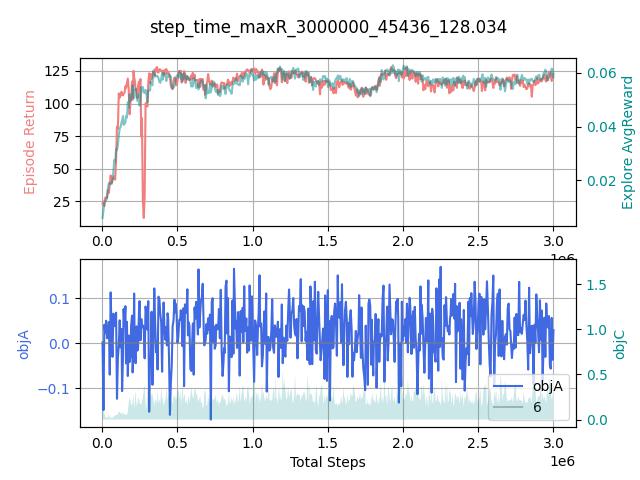 step_time_maxR_3000000_45436_128.034
125
100
75
50
25
Episode Return
0.06
0.04
0.02
Explore AvgReward
0.0 0.5 1.0 1.5 2.0 2.5 3.0
1e6
0.1
0.0
−0.1
objA
1.5
1.0
0.5
0.0
objC
objA
6
0.0 0.5 1.0 1.5 2.0 2.5 3.0
Total Steps
1e6